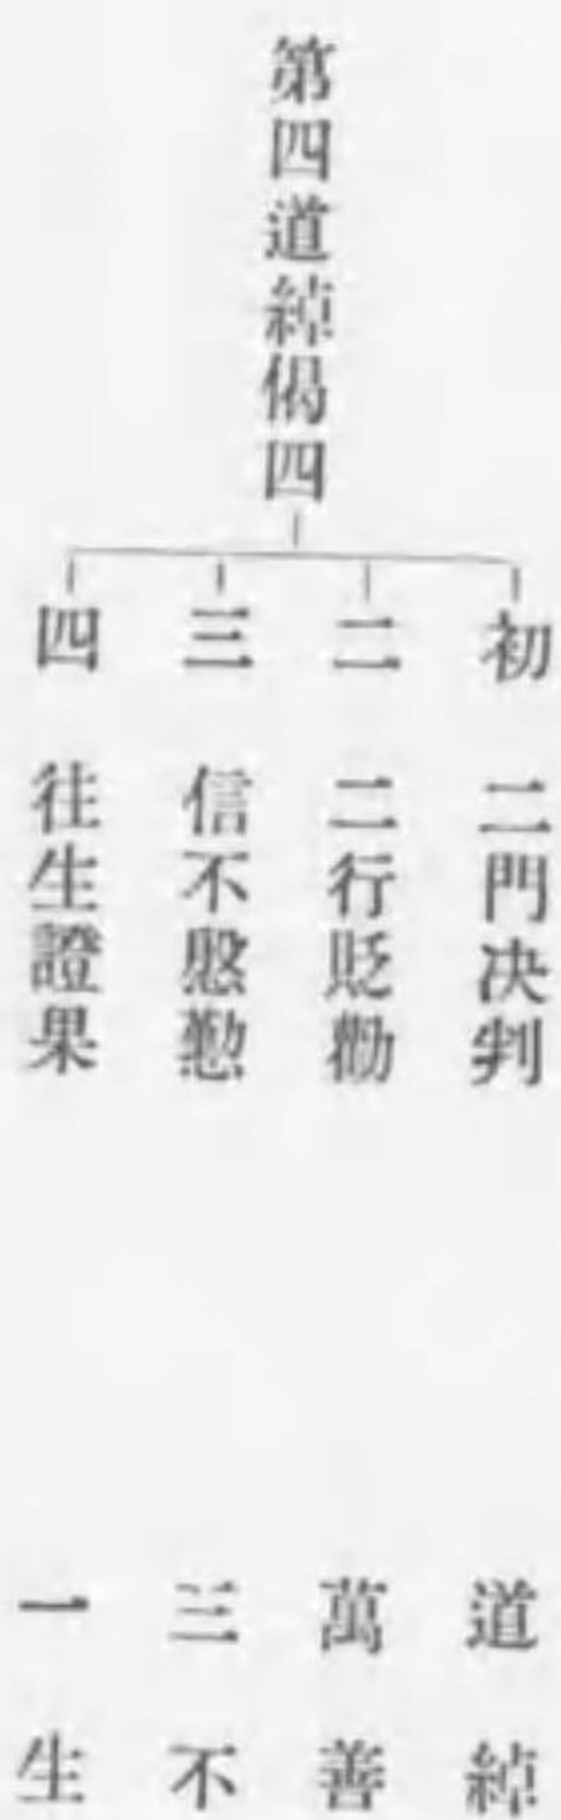 第四道綽偈四
初　二門決判　道綽
二　二行貶勸　萬善
三　信不慇懃　三不
四　往生證果　一生